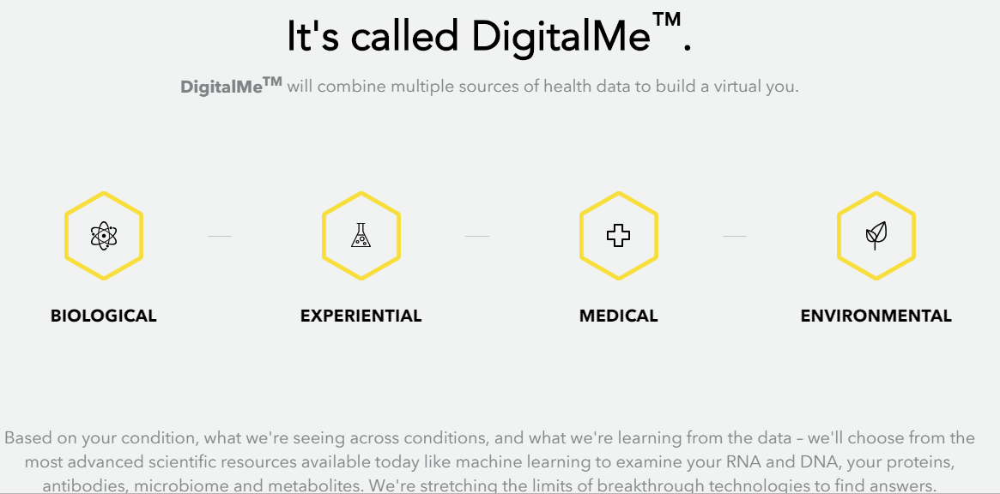 It's called DigitalMe™.
DigitalMe™ will combine multiple sources of health data to build a virtual you.
BIOLOGICAL
EXPERIENTIAL
MEDICAL
ENVIRONMENTAL
Based on your condition, what we're seeing across conditions, and what we're learning from the data – we'll choose from the
most advanced scientific resources available today like machine learning to examine your RNA and DNA, your proteins,
antibodies, microbiome and metabolites. We're stretching the limits of breakthrough technologies to find answers.